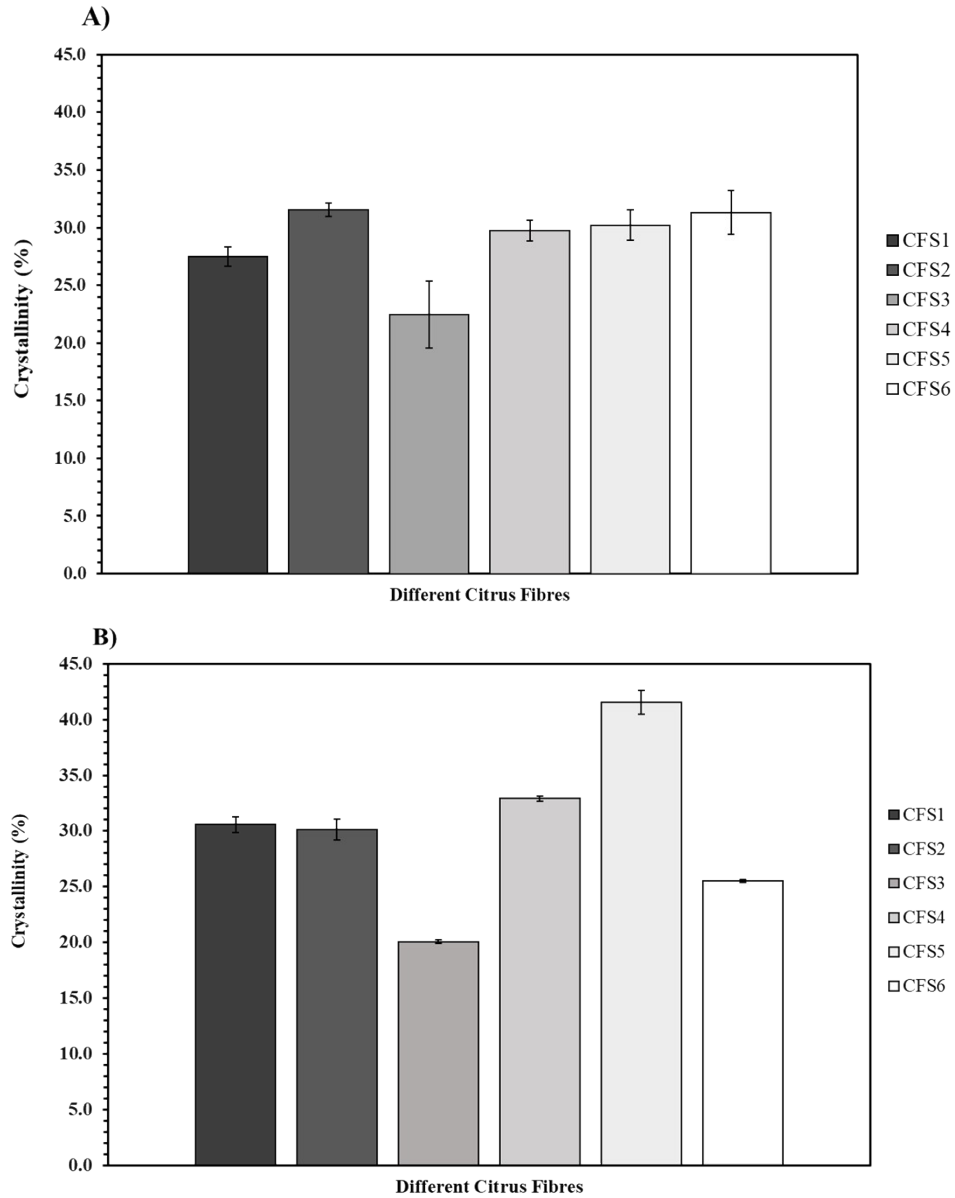 A)
45.0
40.0
35.0
30.0
25.0
20.0
15.0
10.0
5.0
0.0
Crystallinity (%)
Different Citrus Fibres
CFS1
CFS2
CFS3
CFS4
CFS5
CFS6
B)
45.0
40.0
35.0
30.0
25.0
20.0
15.0
10.0
5.0
0.0
Crystallinity (%)
Different Citrus Fibres
CFS1
CFS2
CFS3
CFS4
CFS5
CFS6